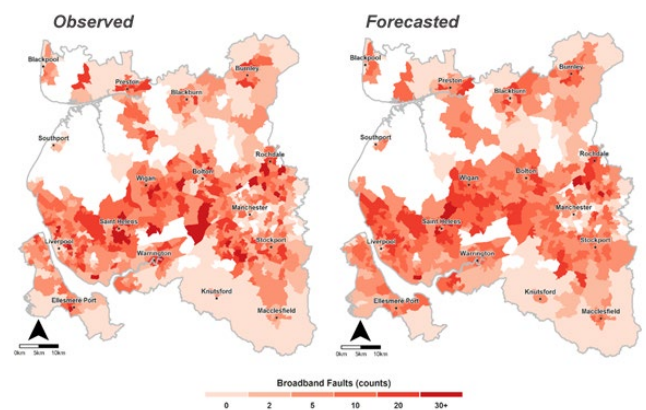 Observed
Forecasted
Blackpool
Preston
Burnley
Blackburn
Southport
Rochdale
Wigan
Bolton
Manchester
Saint Helens
Liverpool
Stockport
Warrington
Knutsford
Ellesmere Port
Macclesfield
0km 5km 10km
Blackpool
Preston
Burnley
Blackburn
Southport
Rochdale
Wigan
Bolton
Manchester
Saint Helens
Liverpool
Stockport
Warrington
Knutsford
Ellesmere Port
Macclesfield
0km 5km 10km
Broadband Faults (counts)
0 2 5 10 20 30+